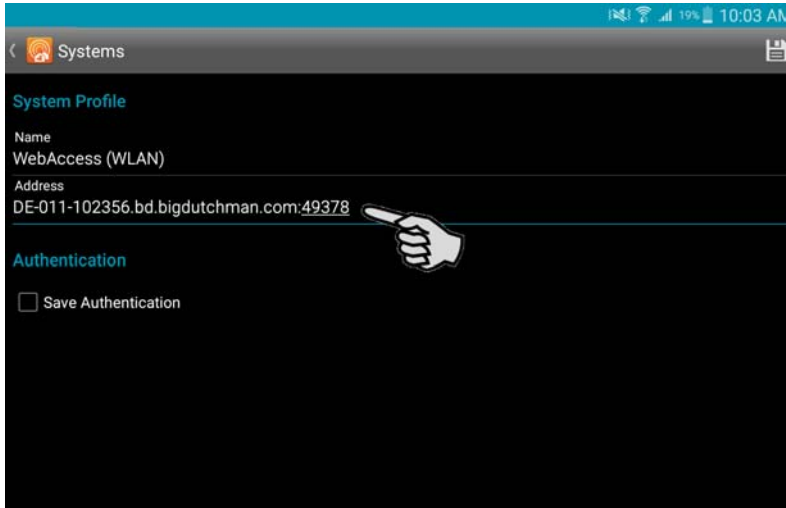 19% 10:03 AM
Systems
System Profile
Name
WebAccess (WLAN)
Address
DE-011-102356.bd.bigdutchman.com:49378
Authentication
Save Authentication